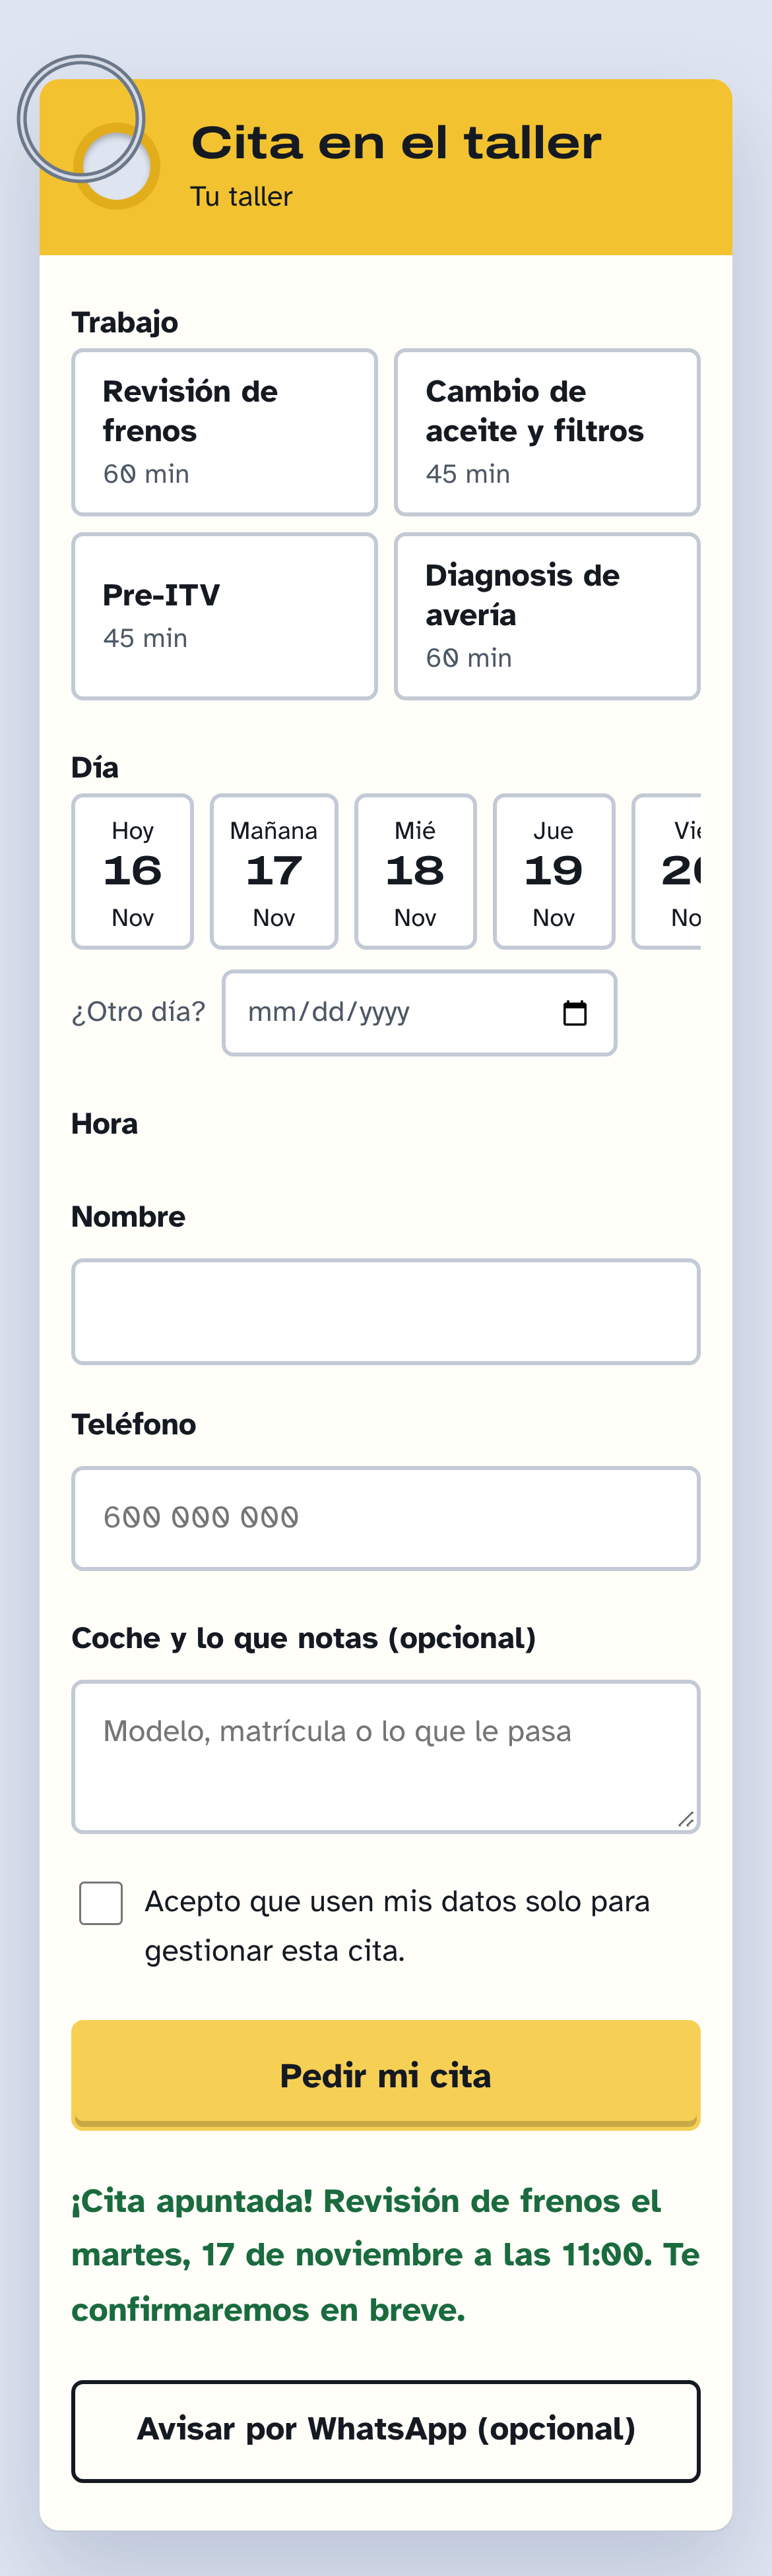 Cita en el taller
Tu taller
Trabajo
Revisión de
frenos
60 min
Cambio de
aceite y filtros
45 min
Pre-ITV
45 min
Diagnosis de
avería
60 min
Día
Hoy
16
Nov
Mañana
17
Nov
Mié
18
Nov
Jue
19
Nov
Vie
20
No
¿Otro día?
mm/dd/yyyy
Hora
Nombre
Teléfono
600 000 000
Coche y lo que notas (opcional)
Modelo, matrícula o lo que le pasa
Acepto que usen mis datos solo para
gestionar esta cita.
Pedir mi cita
¡Cita apuntada! Revisión de frenos el
martes, 17 de noviembre a las 11:00. Te
confirmaremos en breve.
Avisar por WhatsApp (opcional)